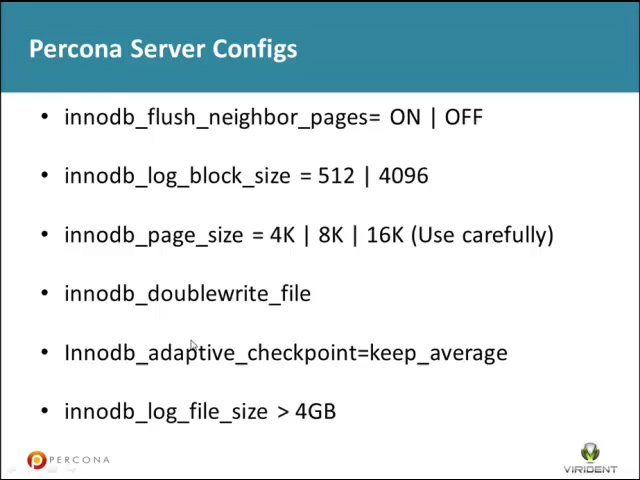 Percona Server Configs
• innodb_flush_neighbor_pages= ON | OFF
• innodb_log_block_size = 512 | 4096
• innodb_page_size = 4K | 8K | 16K (Use carefully)
• innodb_doublewrite_file
• Innodb_adaptive_checkpoint=keep_average
• innodb_log_file_size > 4GB
PERCONA
VIRIDENT